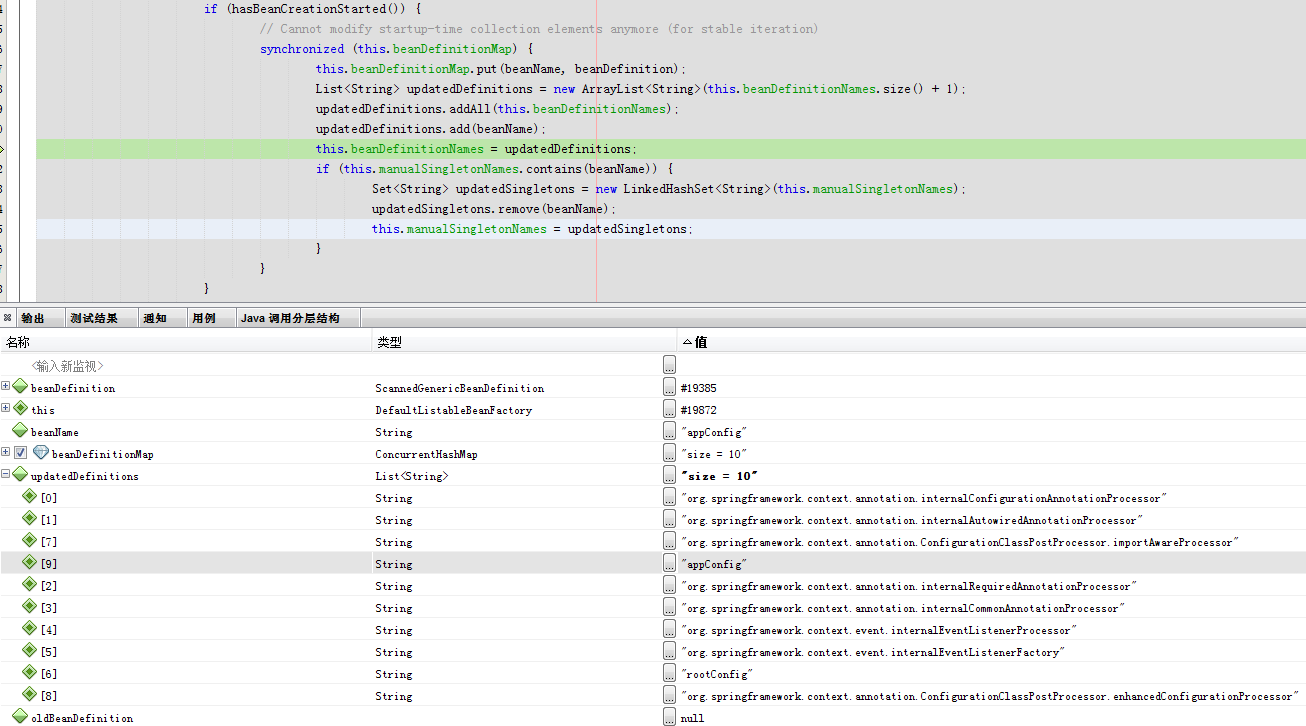 if (hasBeanCreationStarted()) {
// Cannot modify startup-time collection elements anymore (for stable iteration)
synchronized (this.beanDefinitionMap) {
this.beanDefinitionMap.put(beanName, beanDefinition);
List<String> updatedDefinitions = new ArrayList<String>(this.beanDefinitionNames.size() + 1);
updatedDefinitions.addAll(this.beanDefinitionNames);
updatedDefinitions.add(beanName);
this.beanDefinitionNames = updatedDefinitions;
if (this.manualSingletonNames.contains(beanName)) {
Set<String> updatedSingletons = new LinkedHashSet<String>(this.manualSingletonNames);
updatedSingletons.remove(beanName);
this.manualSingletonNames = updatedSingletons;
}
}
}
输出 测试结果 通知 用例 Java 调用分层结构
名称 类型 值
<输入新监视> ...
beanDefinition ScannedGenericBeanDefinition ... #19385
this DefaultListableBeanFactory ... #19872
beanName String ... "appConfig"
beanDefinitionMap ConcurrentHashMap ... "size = 10"
updatedDefinitions List<String> ... "size = 10"
[0] String ... "org.springframework.context.annotation.internalConfigurationAnnotationProcessor"
[1] String ... "org.springframework.context.annotation.internalAutowiredAnnotationProcessor"
[7] String ... "org.springframework.context.annotation.ConfigurationClassPostProcessor.importAwareProcessor"
[9] String ... "appConfig"
[2] String ... "org.springframework.context.annotation.internalRequiredAnnotationProcessor"
[3] String ... "org.springframework.context.annotation.internalCommonAnnotationProcessor"
[4] String ... "org.springframework.context.event.internalEventListenerProcessor"
[5] String ... "org.springframework.context.event.internalEventListenerFactory"
[6] String ... "rootConfig"
[8] String ... "org.springframework.context.annotation.ConfigurationClassPostProcessor.enhancedConfigurationProcessor"
oldBeanDefinition ... null